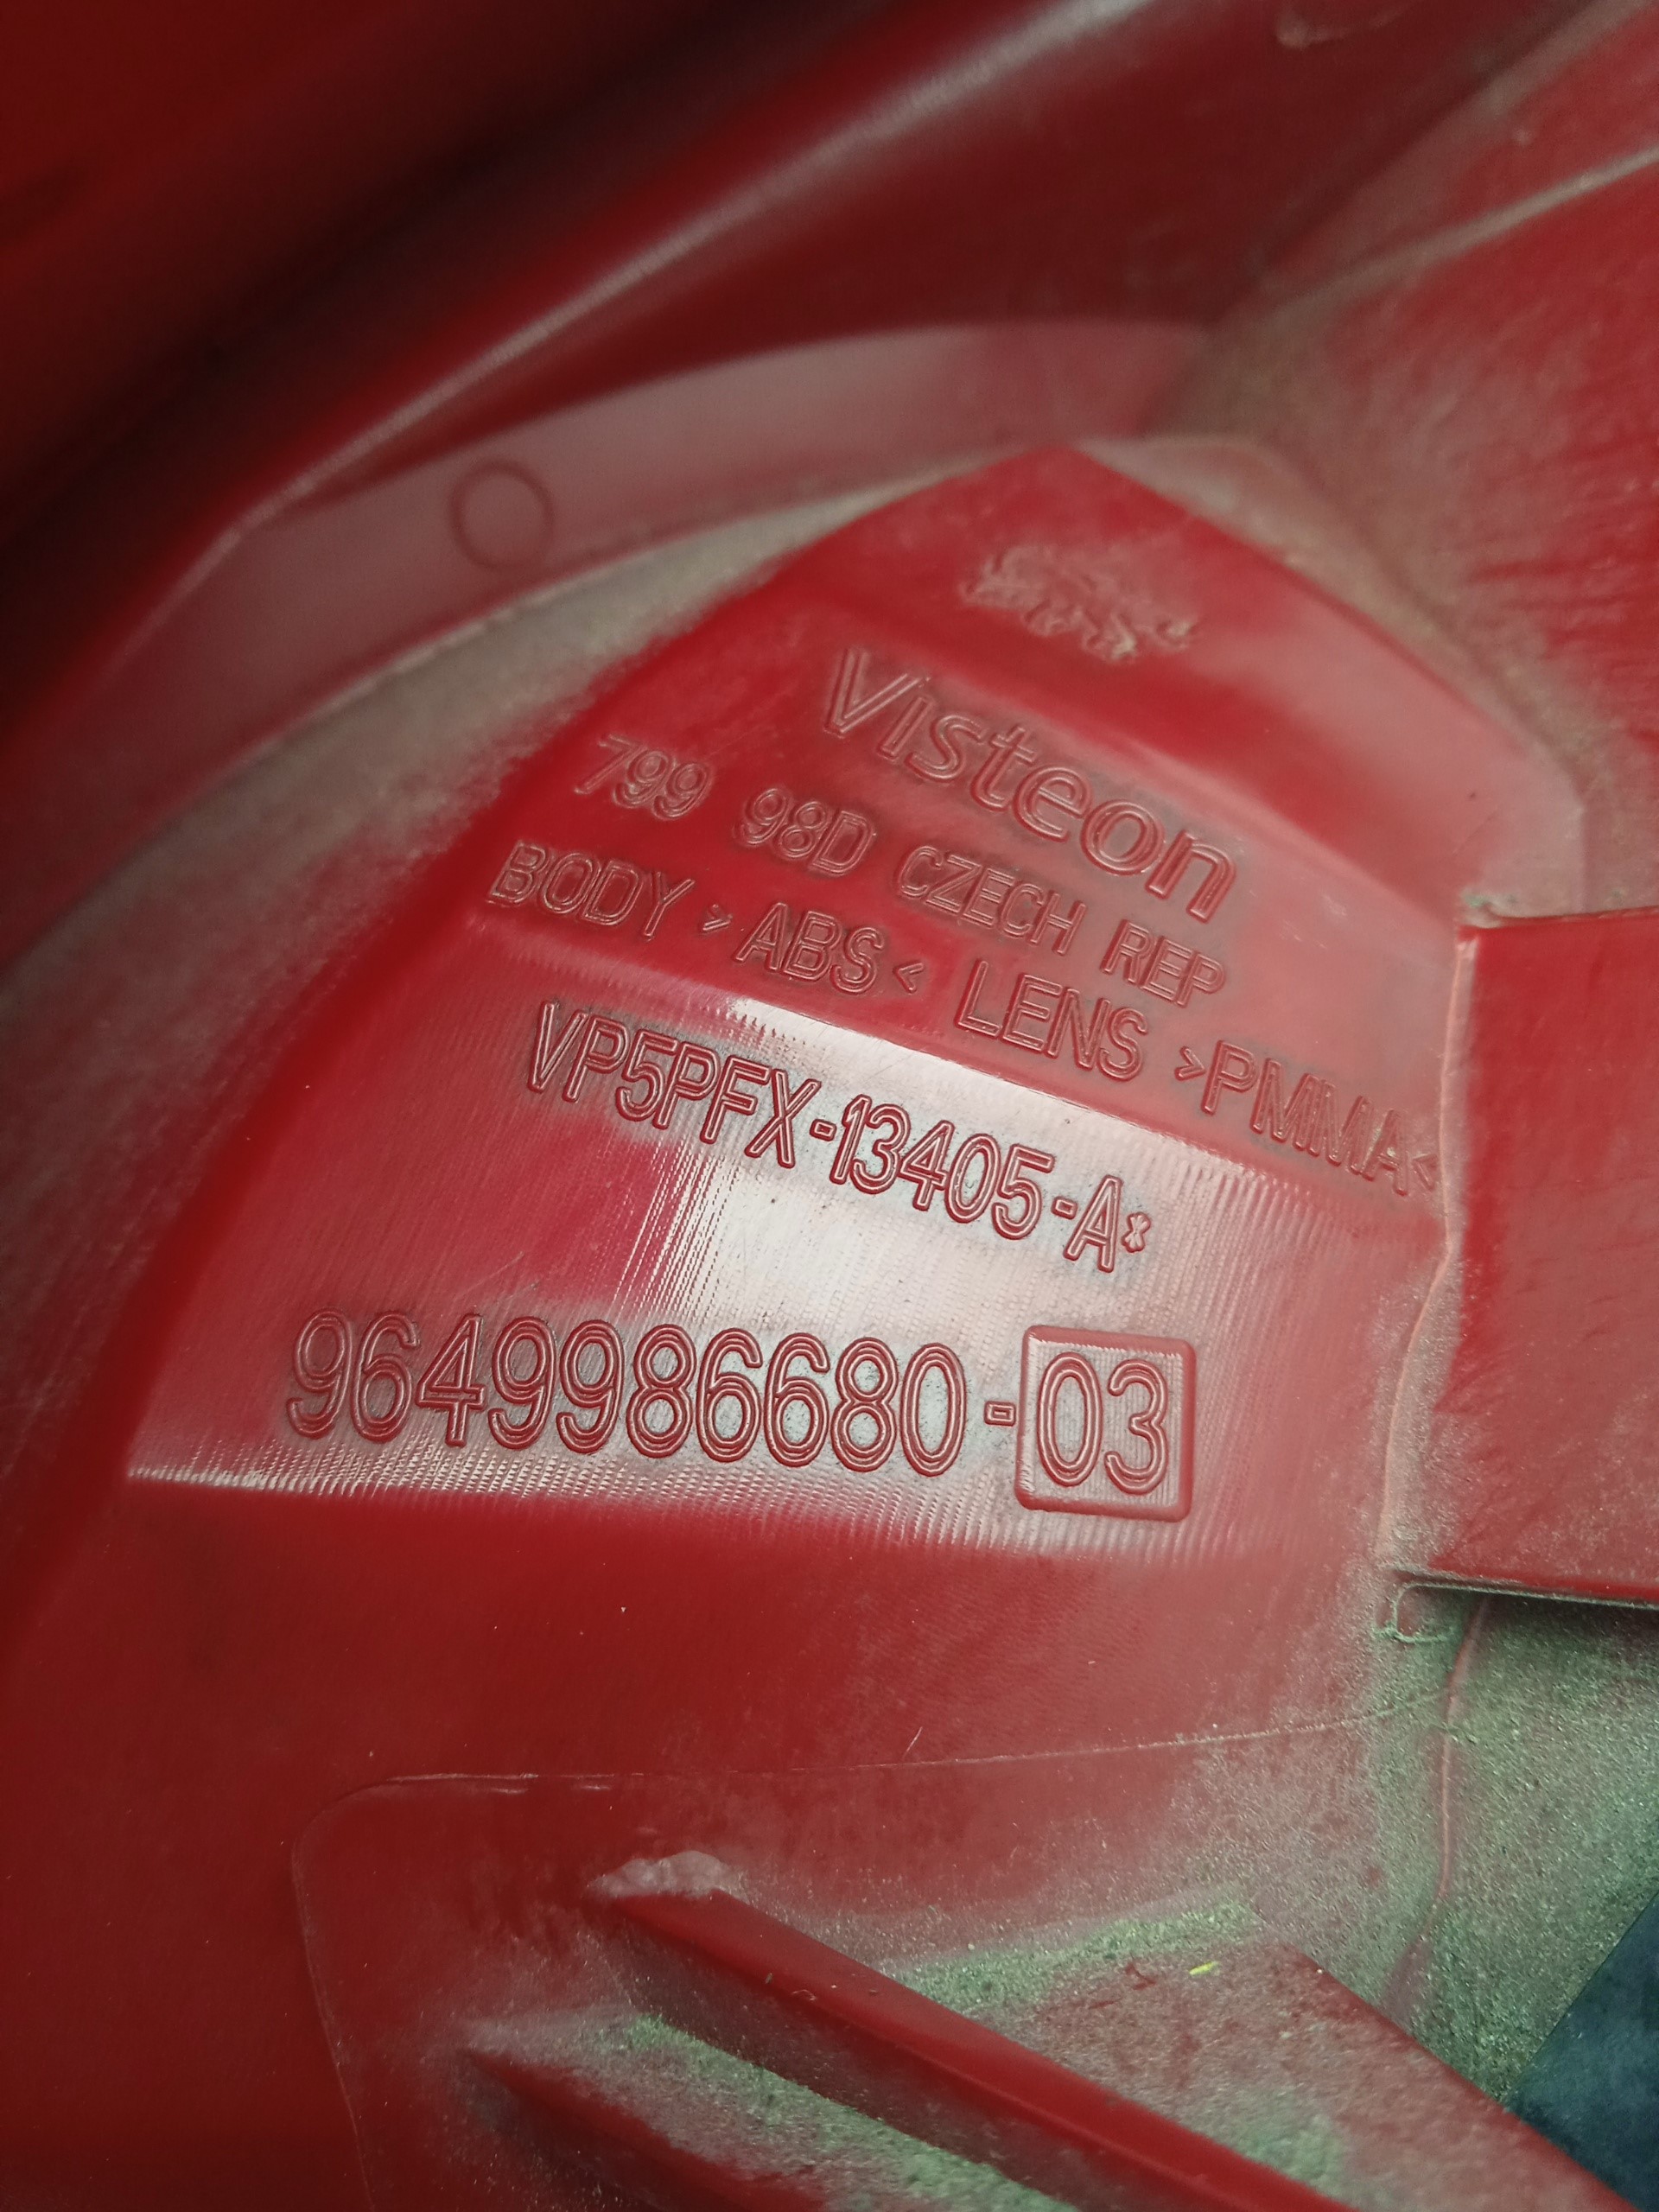 Visteon
799 98D CZECH REP
BODY >ABS< LENS >PMMA<
VP5PFX-13405-A*
9649986680-03